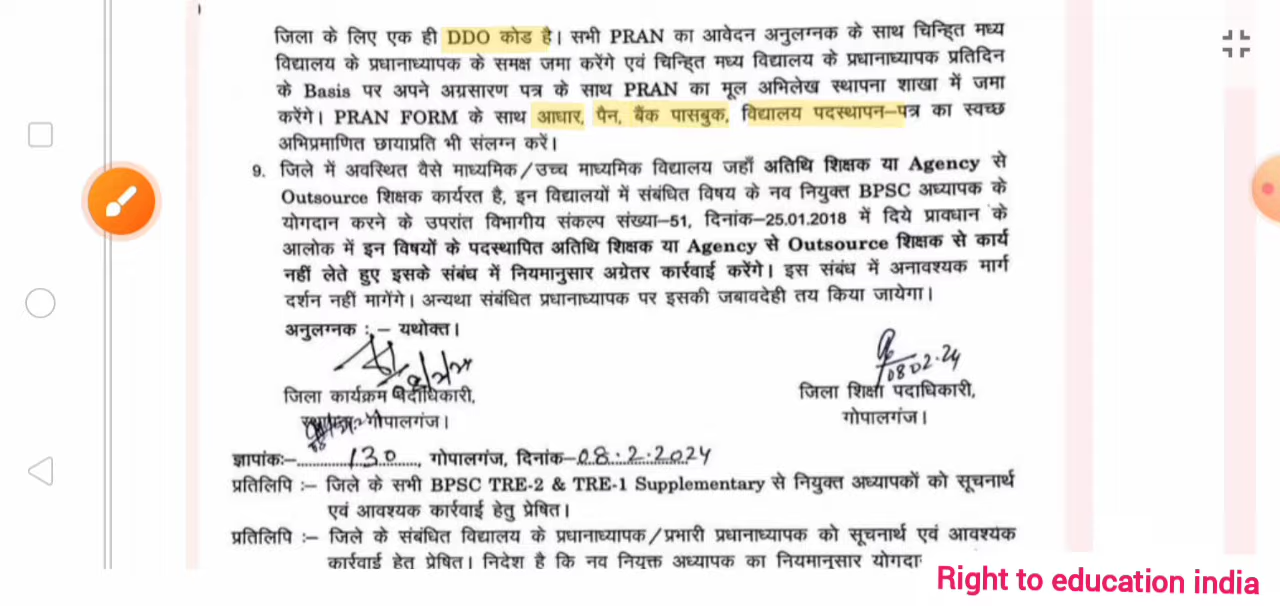 जिला के लिए एक ही DDO कोड है। सभी PRAN का आवेदन अनुलग्नक के साथ चिन्हित मध्य
विद्यालय के प्रधानाध्यापक के समक्ष जमा करेंगे एवं चिन्हित मध्य विद्यालय के प्रधानाध्यापक प्रतिदिन
के Basis पर अपने अग्रसारण पत्र के साथ PRAN का मूल अभिलेख स्थापना शाखा में जमा
करेंगे। PRAN FORM के साथ आधार, पैन, बैंक पासबुक, विद्यालय पदस्थापन–पत्र का स्वच्छ
अभिप्रमाणित छायाप्रति भी संलग्न करें।
9. जिले में अवस्थित वैसे माध्यमिक/उच्च माध्यमिक विद्यालय जहाँ अतिथि शिक्षक या Agency से
Outsource शिक्षक कार्यरत है, इन विद्यालयों में संबंधित विषय के नव नियुक्त BPSC अध्यापक के
योगदान करने के उपरांत विभागीय संकल्प संख्या–51, दिनांक–25.01.2018 में दिये प्रावधान के
आलोक में इन विषयों के पदस्थापित अतिथि शिक्षक या Agency से Outsource शिक्षक से कार्य
नहीं लेते हुए इसके संबंध में नियमानुसार अग्रेतर कार्रवाई करेंगे। इस संबंध में अनावश्यक मार्ग
दर्शन नहीं मागेंगे। अन्यथा संबंधित प्रधानाध्यापक पर इसकी जबावदेही तय किया जायेगा।
अनुलग्नक :– यथोक्त।
08.02.24
जिला कार्यक्रम पदाधिकारी,
जिला शिक्षा पदाधिकारी,
गोपालगंज।
गोपालगंज।
ज्ञापांक:–......130......, गोपालगंज, दिनांक–08.2.2024
प्रतिलिपि :– जिले के सभी BPSC TRE-2 & TRE-1 Supplementary से नियुक्त अध्यापकों को सूचनार्थ
एवं आवश्यक कार्रवाई हेतु प्रेषित।
प्रतिलिपि :– जिले के संबंधित विद्यालय के प्रधानाध्यापक/प्रभारी प्रधानाध्यापक को सूचनार्थ एवं आवश्यक
कार्रवाई हेतु प्रेषित। निदेश है कि नव नियुक्त अध्यापक का नियमानुसार
Right to education india